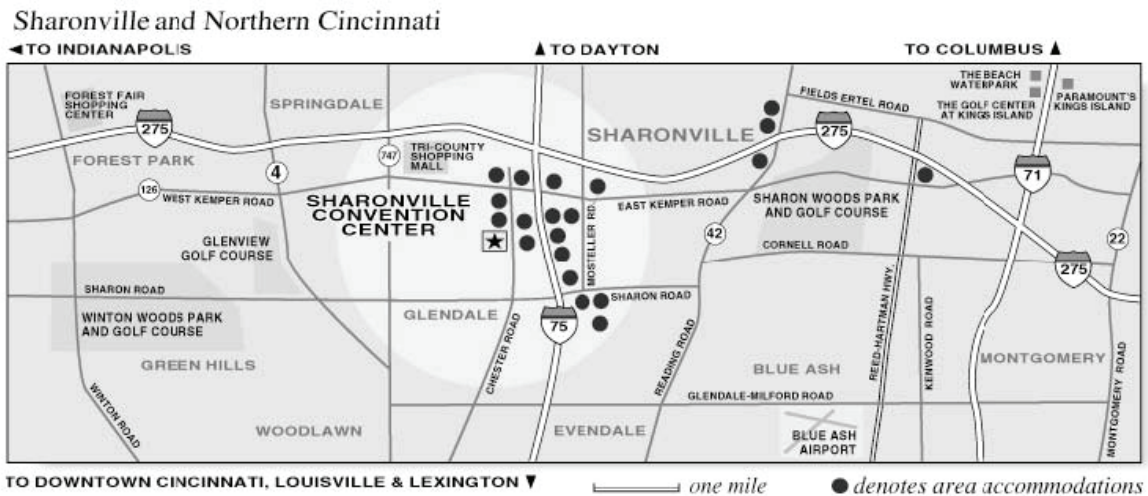 Sharonville and Northern Cincinnati
TO INDIANAPOLIS
TO DAYTON
TO COLUMBUS
FOREST FAIR
SHOPPING
CENTER
275
FOREST PARK
SPRINGDALE
4
747
TRI-COUNTY
SHOPPING
MALL
126
WEST KEMPER ROAD
SHARONVILLE
CONVENTION
CENTER
SHARONVILLE
FIELDS ERTEL ROAD
275
THE BEACH
WATERPARK
THE GOLF CENTER
AT KINGS ISLAND
PARAMOUNT'S
KINGS ISLAND
71
EAST KEMPER ROAD
SHARON WOODS PARK
AND GOLF COURSE
MOSTELLER RD.
42
CORNELL ROAD
22
275
GLENVIEW
GOLF COURSE
SHARON ROAD
SHARON ROAD
WINTON WOODS PARK
AND GOLF COURSE
GLENDALE
75
CHESTER ROAD
READING ROAD
REED-HARTMAN HWY.
KENWOOD ROAD
MONTGOMERY
MONTGOMERY ROAD
GREEN HILLS
BLUE ASH
WINTON ROAD
GLENDALE-MILFORD ROAD
WOODLAWN
EVENDALE
BLUE ASH
AIRPORT
TO DOWNTOWN CINCINNATI, LOUISVILLE & LEXINGTON
one mile
denotes area accommodations